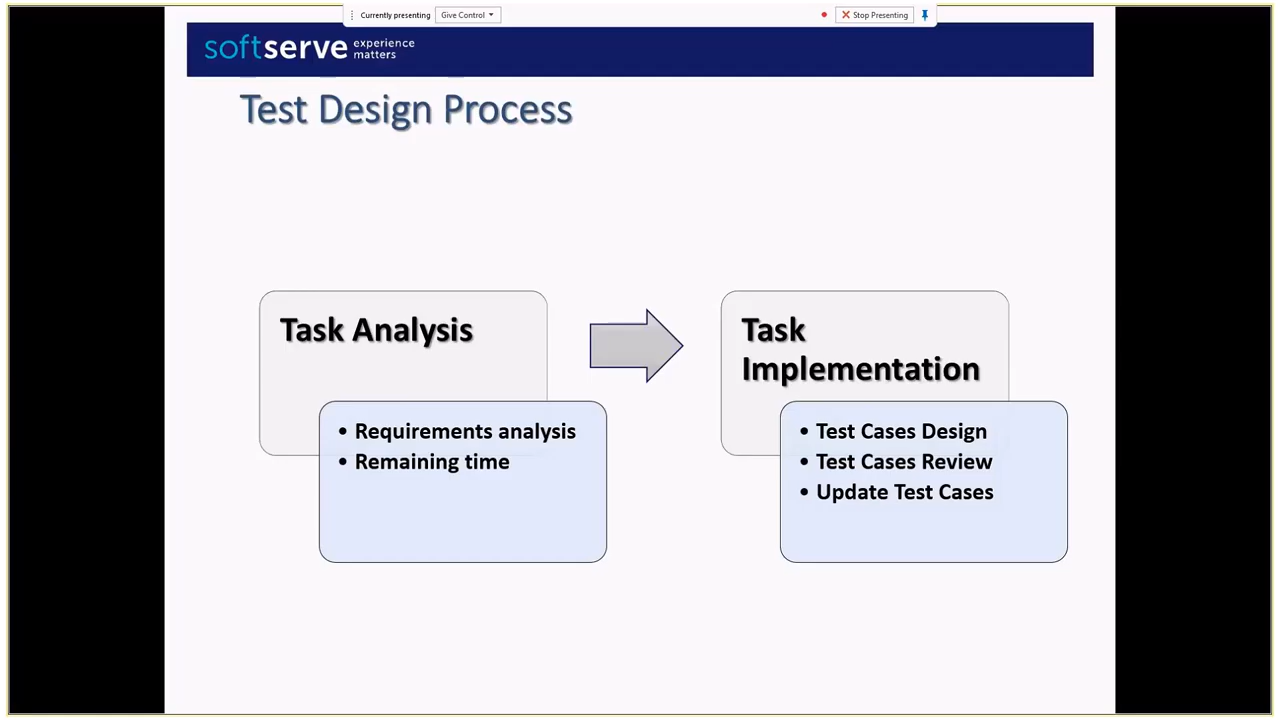 Currently presenting
Give Control
Stop Presenting
softserve experience matters
Test Design Process
Task Analysis
• Requirements analysis
• Remaining time
Task
Implementation
• Test Cases Design
• Test Cases Review
• Update Test Cases